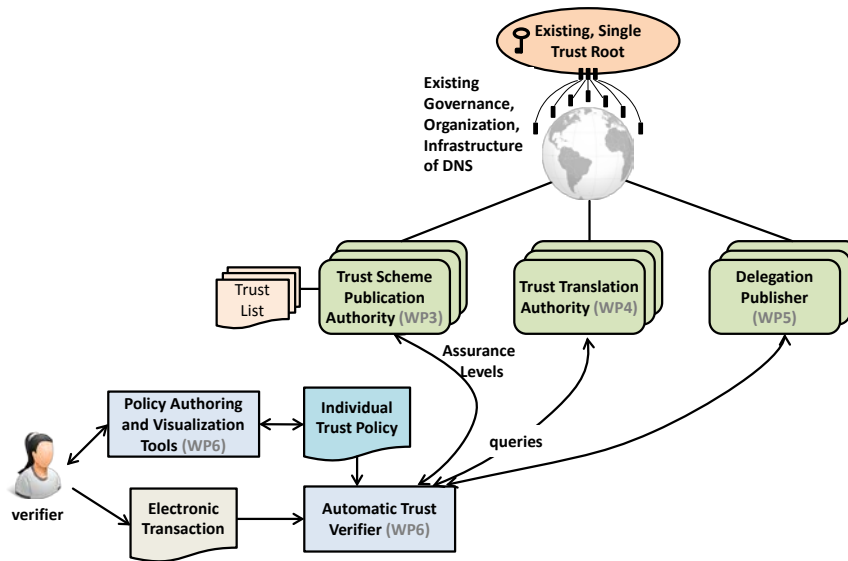 Existing, Single
Trust Root
Existing
Governance,
Organization,
Infrastructure
of DNS
Trust
List
Trust Scheme
Publication
Authority (WP3)
Trust Translation
Authority (WP4)
Delegation
Publisher
(WP5)
Assurance
Levels
Policy Authoring
and Visualization
Tools (WP6)
Individual
Trust Policy
queries
verifier
Electronic
Transaction
Automatic Trust
Verifier (WP6)